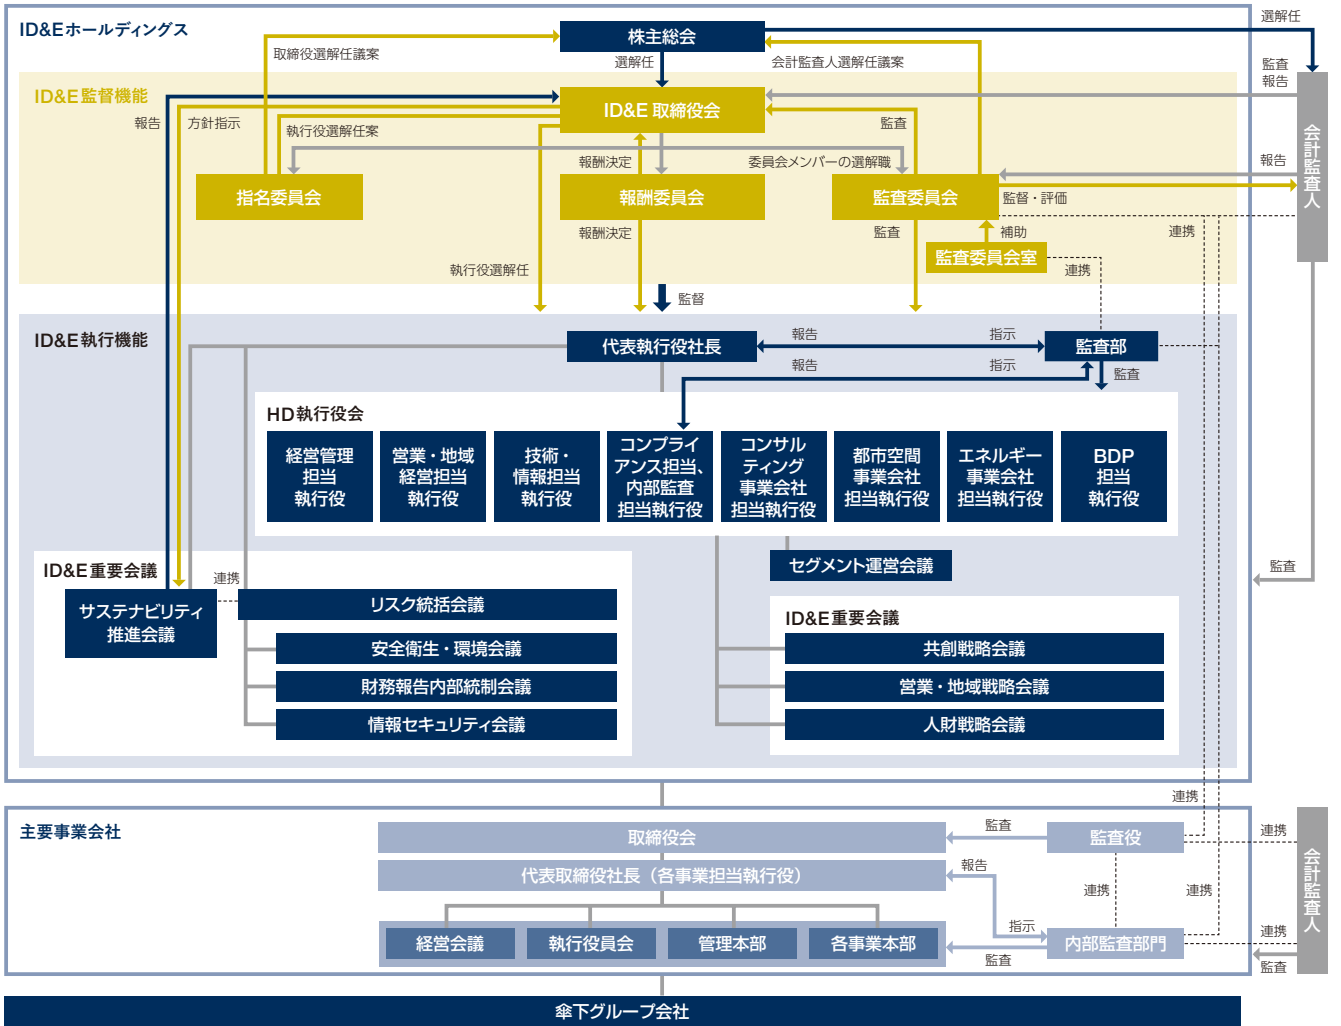 ID&Eホールディングス
株主総会
選解任
取締役選解任議案
選解任
会計監査人選解任議案
監査
報告
ID&E監督機能
ID&E 取締役会
報告
方針指示
執行役選解任案
監査
会計監査人
報酬決定
委員会メンバーの選解職
報告
指名委員会
報酬委員会
監査委員会
監督・評価
報酬決定
監査
補助
連携
監査委員会室
執行役選解任
連携
監督
ID&E執行機能
代表執行役社長
報告
指示
監査部
報告
指示
監査
HD執行役会
経営管理
担当
執行役
営業・地域
経営担当
執行役
技術・
情報担当
執行役
コンプライ
アンス担当、
内部監査
担当執行役
コンサル
ティング
事業会社
担当執行役
都市空間
事業会社
担当執行役
エネルギー
事業会社
担当執行役
BDP
担当
執行役
セグメント運営会議
監査
ID&E重要会議
連携
サステナビリティ
推進会議
リスク統括会議
安全衛生・環境会議
財務報告内部統制会議
情報セキュリティ会議
ID&E重要会議
共創戦略会議
営業・地域戦略会議
人財戦略会議
連携
主要事業会社
取締役会
監査
監査役
連携
会計監査人
代表取締役社長（各事業担当執行役）
報告
連携
連携
指示
経営会議
執行役員会
管理本部
各事業本部
内部監査部門
連携
監査
監査
傘下グループ会社